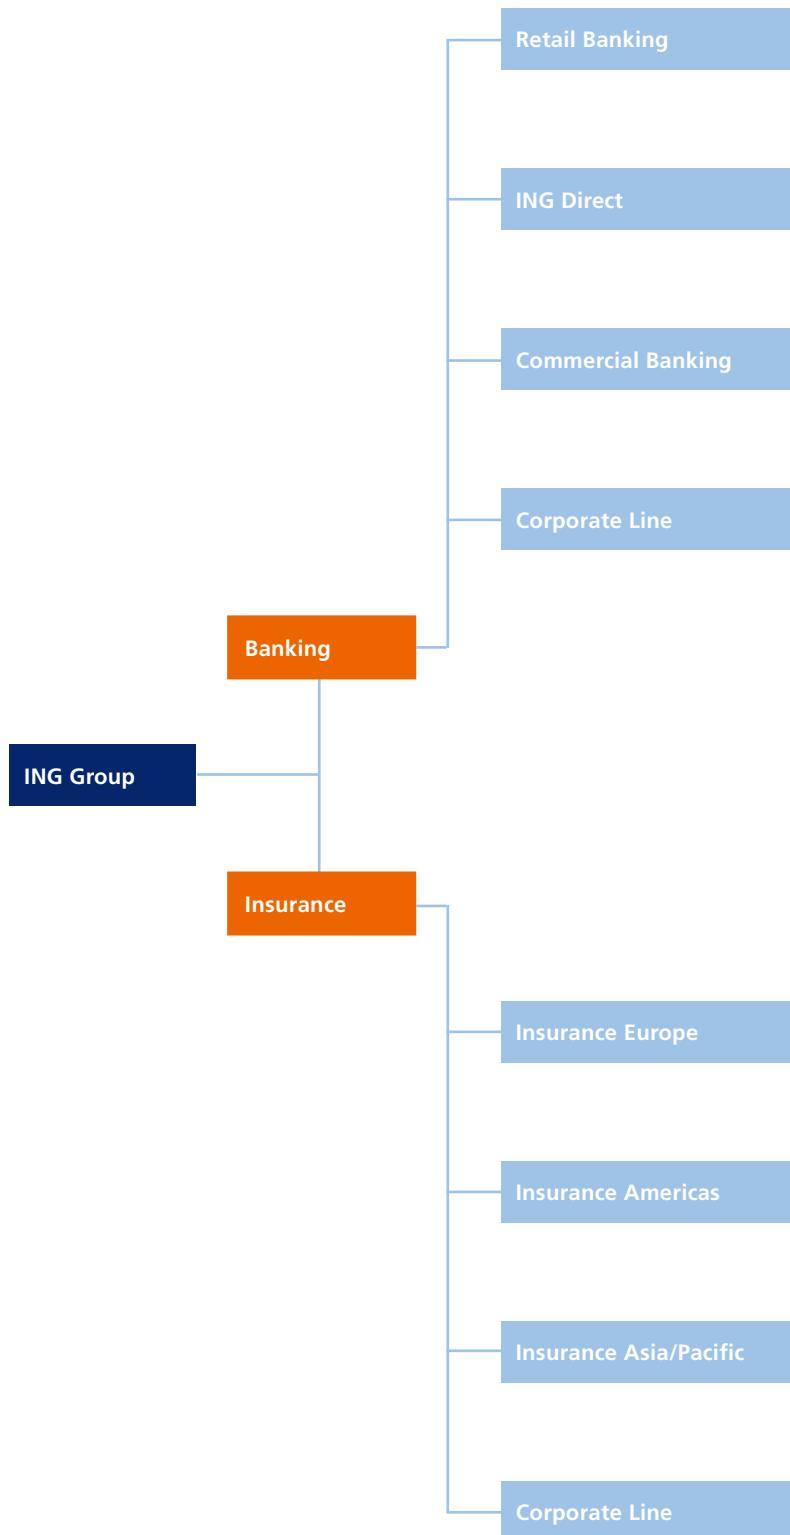 Retail Banking
ING Direct
Commercial Banking
Corporate Line
Banking
ING Group
Insurance
Insurance Europe
Insurance Americas
Insurance Asia/Pacific
Corporate Line